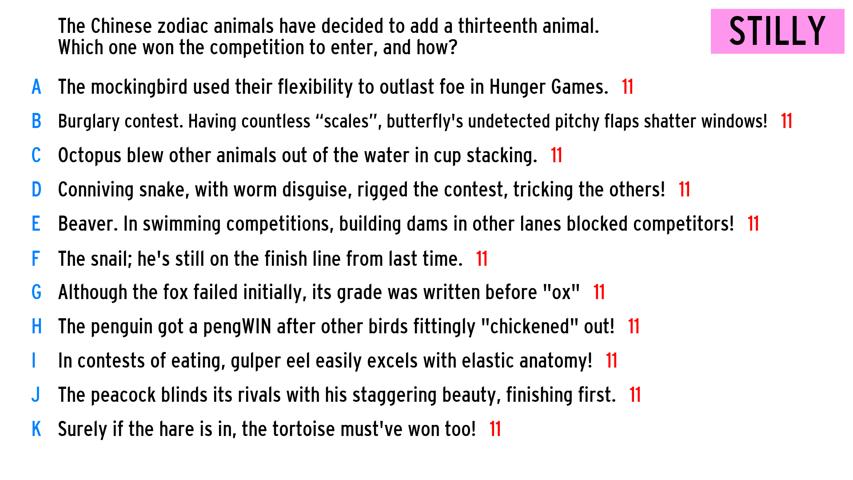 The Chinese zodiac animals have decided to add a thirteenth animal.
Which one won the competition to enter, and how?
STILLY
A The mockingbird used their flexibility to outlast foe in Hunger Games. 11
B Burglary contest. Having countless “scales”, butterfly's undetected pitchy flaps shatter windows! 11
C Octopus blew other animals out of the water in cup stacking. 11
D Conniving snake, with worm disguise, rigged the contest, tricking the others! 11
E Beaver. In swimming competitions, building dams in other lanes blocked competitors! 11
F The snail; he's still on the finish line from last time. 11
G Although the fox failed initially, its grade was written before "ox" 11
H The penguin got a pengWIN after other birds fittingly "chickened" out! 11
I In contests of eating, gulper eel easily excels with elastic anatomy! 11
J The peacock blinds its rivals with his staggering beauty, finishing first. 11
K Surely if the hare is in, the tortoise must've won too! 11